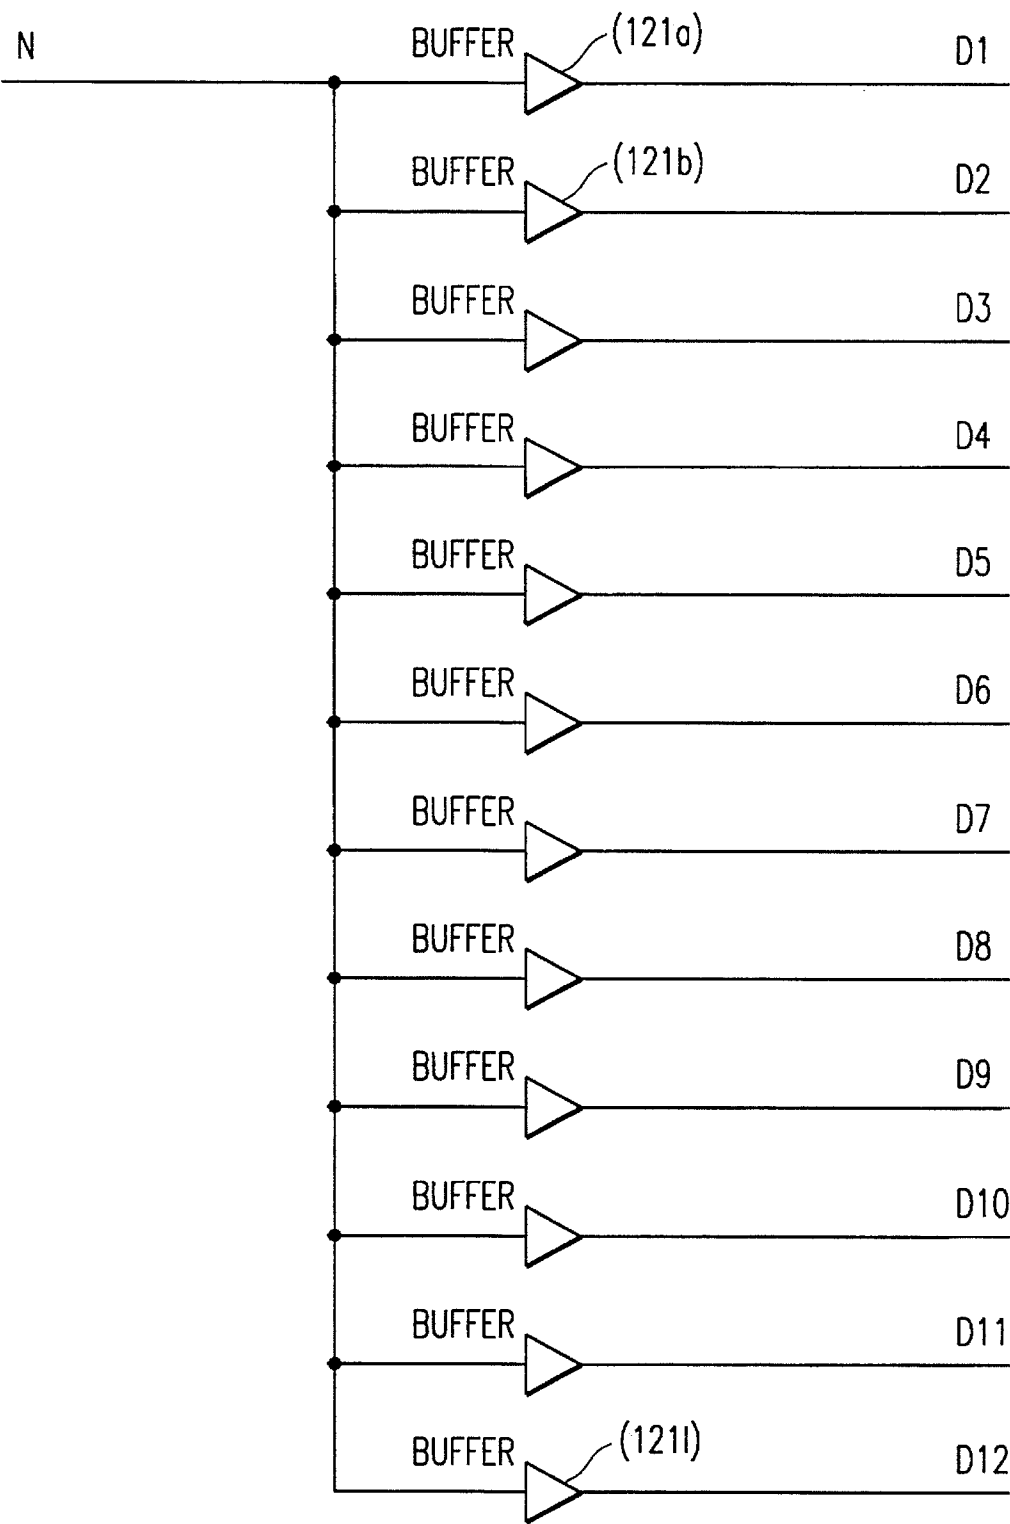 N
BUFFER (121a) D1
BUFFER (121b) D2
BUFFER D3
BUFFER D4
BUFFER D5
BUFFER D6
BUFFER D7
BUFFER D8
BUFFER D9
BUFFER D10
BUFFER D11
BUFFER (121l) D12